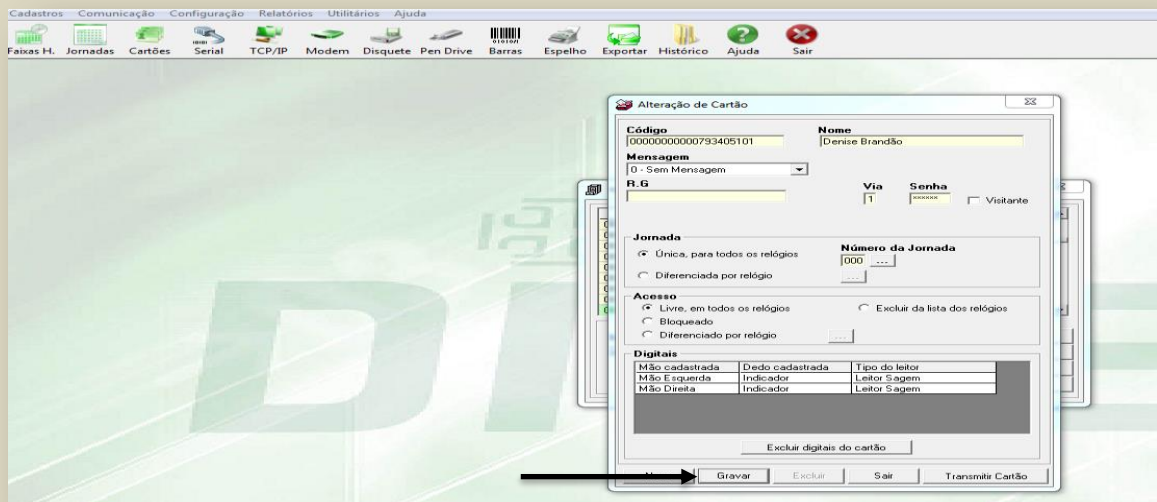 Cadastros Comunicação Configuração Relatórios Utilitários Ajuda
Faixas H. Jornadas Cartões Serial TCP/IP Modem Disquete Pen Drive Barras Espelho Exportar Histórico Ajuda Sair
Alteração de Cartão
Código Nome
00000000000793405101 Denise Brandão
Mensagem
0 - Sem Mensagem
R.G Via Senha
1 ****** Visitante
Jornada
Única, para todos os relógios Número da Jornada
000 ...
Diferenciada por relógio ...
Acesso
Livre, em todos os relógios Excluir da lista dos relógios
Bloqueado
Diferenciado por relógio ...
Digitais
Mão cadastrada Dedo cadastrada Tipo do leitor
Mão Esquerda Indicador Leitor Sagem
Mão Direita Indicador Leitor Sagem
Excluir digitais do cartão
Gravar Excluir Sair Transmitir Cartão